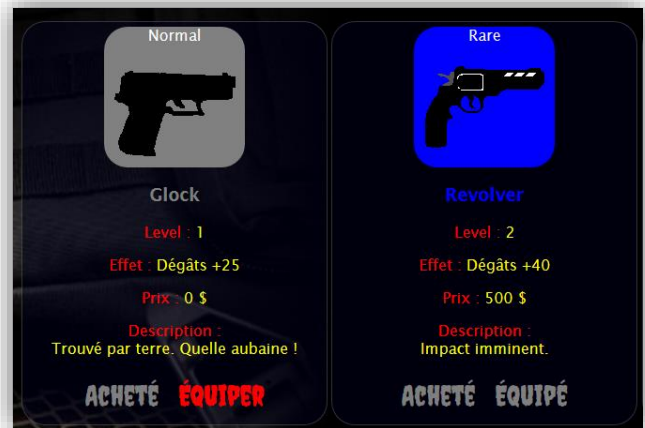 Normal
Glock
Level : 1
Effet : Dégâts +25
Prix : 0 $
Description :
Trouvé par terre. Quelle aubaine !
ACHETÉ ÉQUIPER
Rare
Revolver
Level : 2
Effet : Dégâts +40
Prix : 500 $
Description :
Impact imminent.
ACHETÉ ÉQUIPÉ